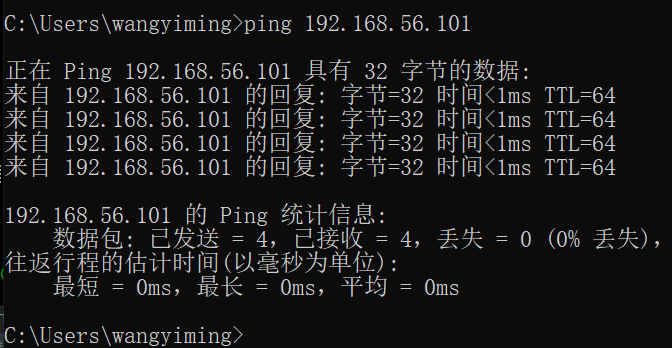 C:\Users\wangyiming>ping 192.168.56.101
正在 Ping 192.168.56.101 具有 32 字节的数据:
来自 192.168.56.101 的回复: 字节=32 时间<1ms TTL=64
来自 192.168.56.101 的回复: 字节=32 时间<1ms TTL=64
来自 192.168.56.101 的回复: 字节=32 时间<1ms TTL=64
来自 192.168.56.101 的回复: 字节=32 时间<1ms TTL=64
192.168.56.101 的 Ping 统计信息:
数据包: 已发送 = 4，已接收 = 4，丢失 = 0 (0% 丢失)，
往返行程的估计时间(以毫秒为单位):
最短 = 0ms，最长 = 0ms，平均 = 0ms
C:\Users\wangyiming>